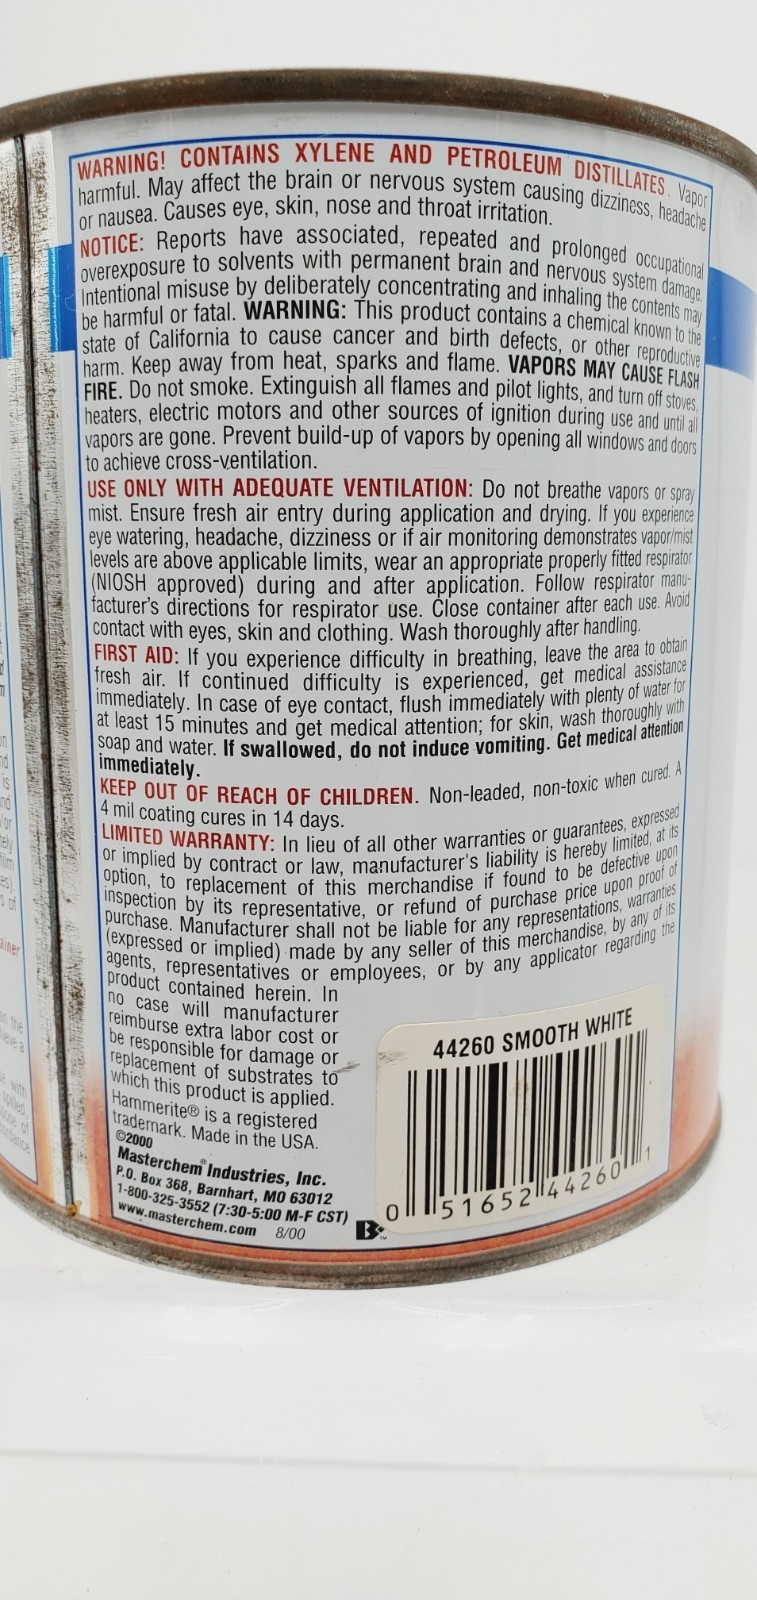 WARNING! CONTAINS XYLENE AND PETROLEUM DISTILLATES. Vapor
harmful. May affect the brain or nervous system causing dizziness, headache
or nausea. Causes eye, skin, nose and throat irritation.
NOTICE: Reports have associated, repeated and prolonged occupational
overexposure to solvents with permanent brain and nervous system damage.
Intentional misuse by deliberately concentrating and inhaling the contents may
be harmful or fatal. WARNING: This product contains a chemical known to the
state of California to cause cancer and birth defects, or other reproductive
harm. Keep away from heat, sparks and flame. VAPORS MAY CAUSE FLASH
FIRE. Do not smoke. Extinguish all flames and pilot lights, and turn off stoves,
heaters, electric motors and other sources of ignition during use and until all
vapors are gone. Prevent build-up of vapors by opening all windows and doors
to achieve cross-ventilation.
USE ONLY WITH ADEQUATE VENTILATION: Do not breathe vapors or spray
mist. Ensure fresh air entry during application and drying. If you experience
eye watering, headache, dizziness or if air monitoring demonstrates vapor/mist
levels are above applicable limits, wear an appropriate properly fitted respirator
(NIOSH approved) during and after application. Follow respirator manu-
facturer's directions for respirator use. Close container after each use. Avoid
contact with eyes, skin and clothing. Wash thoroughly after handling.
FIRST AID: If you experience difficulty in breathing, leave the area to obtain
fresh air. If continued difficulty is experienced, get medical assistance
immediately. In case of eye contact, flush immediately with plenty of water for
at least 15 minutes and get medical attention; for skin, wash thoroughly with
soap and water. If swallowed, do not induce vomiting. Get medical attention
immediately.
KEEP OUT OF REACH OF CHILDREN. Non-leaded, non-toxic when cured. A
4 mil coating cures in 14 days.
LIMITED WARRANTY: In lieu of all other warranties or guarantees, expressed
or implied by contract or law, manufacturer's liability is hereby limited, at its
option, to replacement of this merchandise if found to be defective upon
inspection by its representative, or refund of purchase price upon proof of
purchase. Manufacturer shall not be liable for any representations, warranties
(expressed or implied) made by any seller of this merchandise, by any of its
agents, representatives or employees, or by any applicator regarding the
product contained herein. In
no case will manufacturer
reimburse extra labor cost or
be responsible for damage or
replacement of substrates to
which this product is applied.
Hammerite® is a registered
trademark. Made in the USA.
©2000
Masterchem® Industries, Inc.
P.O. Box 368, Barnhart, MO 63012
1-800-325-3552 (7:30-5:00 M-F CST)
www.masterchem.com 8/00
44260 SMOOTH WHITE
0 51652 44260 1